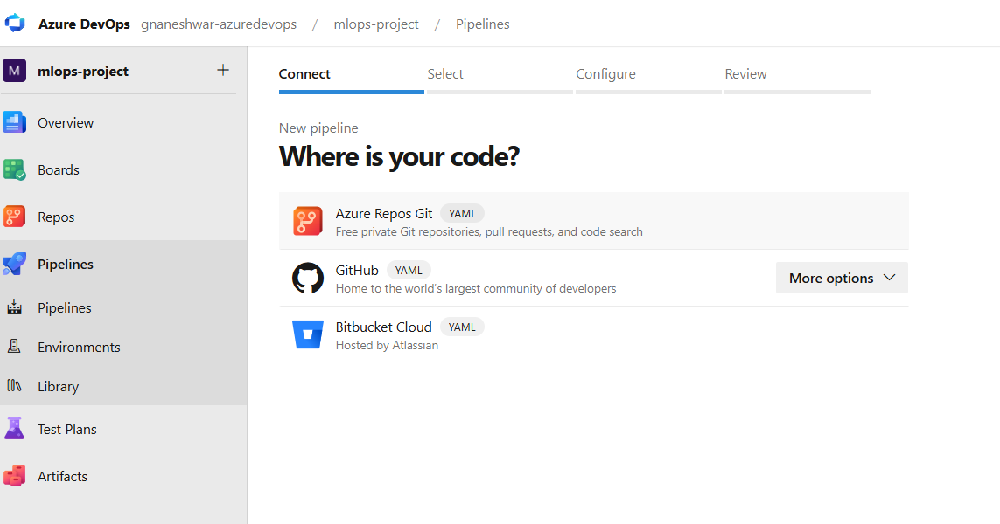 Azure DevOps gnaneshwar-azuredevops / mlops-project / Pipelines
M mlops-project +
Overview
Boards
Repos
Pipelines
Pipelines
Environments
Library
Test Plans
Artifacts
Connect Select Configure Review
New pipeline
Where is your code?
Azure Repos Git YAML
Free private Git repositories, pull requests, and code search
GitHub YAML
Home to the world's largest community of developers
More options
Bitbucket Cloud YAML
Hosted by Atlassian